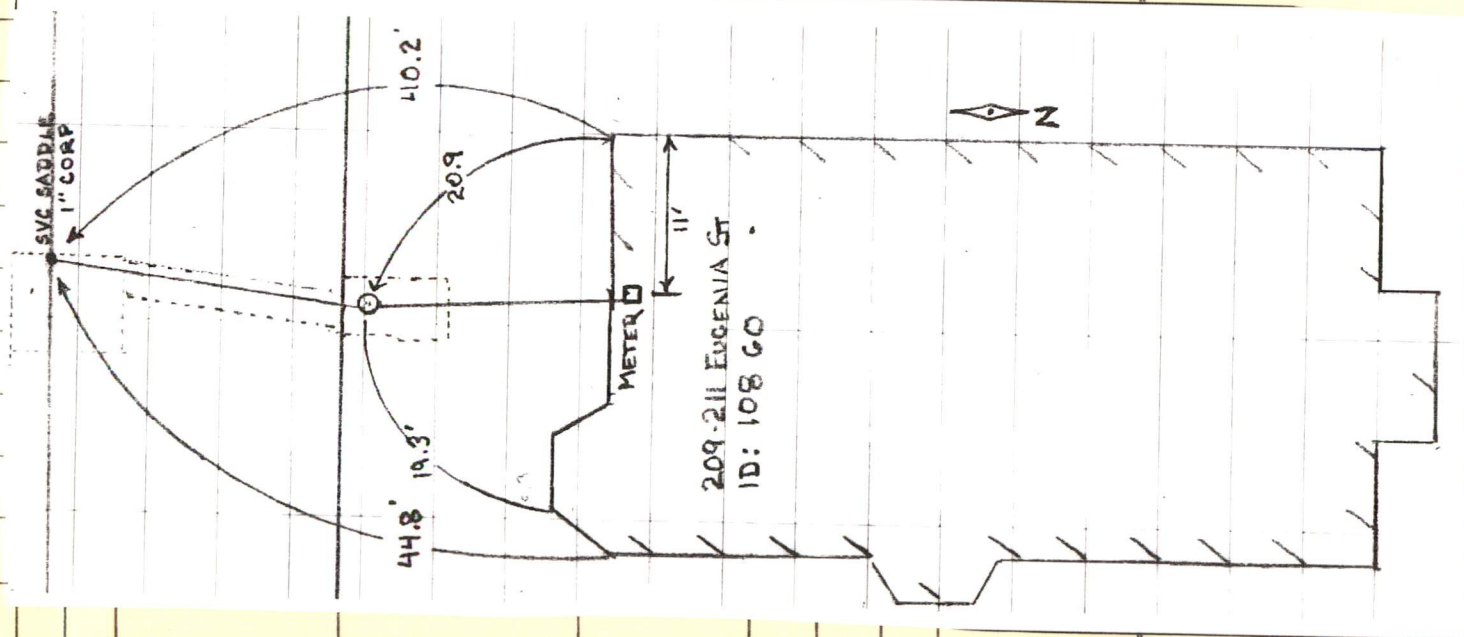 SVC SADDLE
1" CORP
40.2'
20.9
N
11'
METER
209-211 EUGENIA ST.
ID: 108 60
19.3'
44.8'